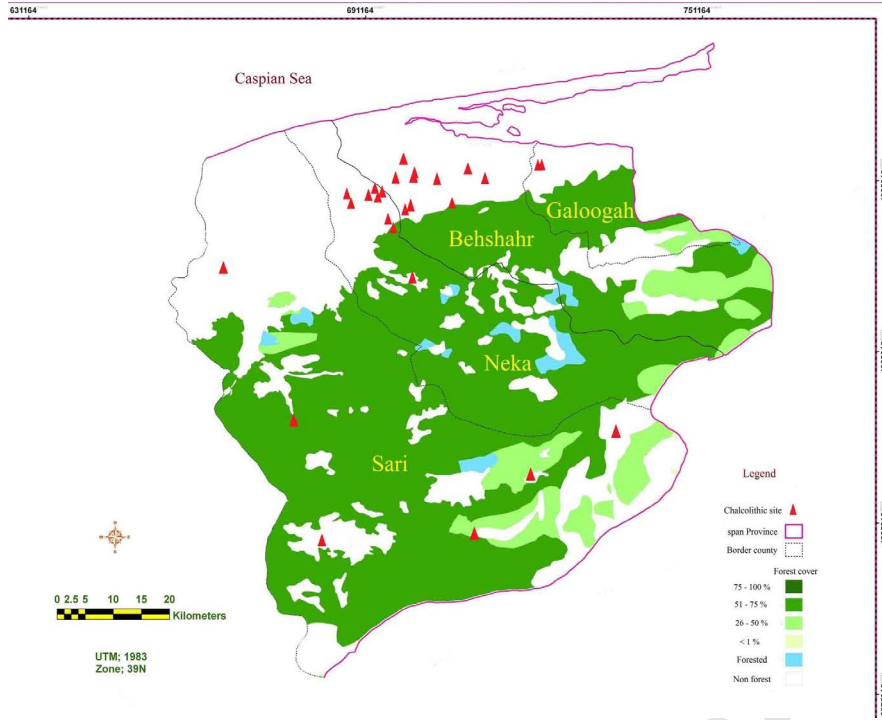 631164 691164 751164
Caspian Sea
Galoogah
Behshahr
Neka
Sari
Legend
Chalcolithic site
span Province
Border county
Forest cover
75 - 100 %
51 - 75 %
26 - 50 %
< 1 %
Forested
Non forest
0 2.5 5 10 15 20
Kilometers
UTM; 1983
Zone; 39N